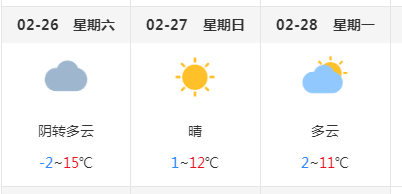 02-26 星期六
02-27 星期日
02-28 星期一
阴转多云
晴
多云
-2~15℃
1~12℃
2~11℃